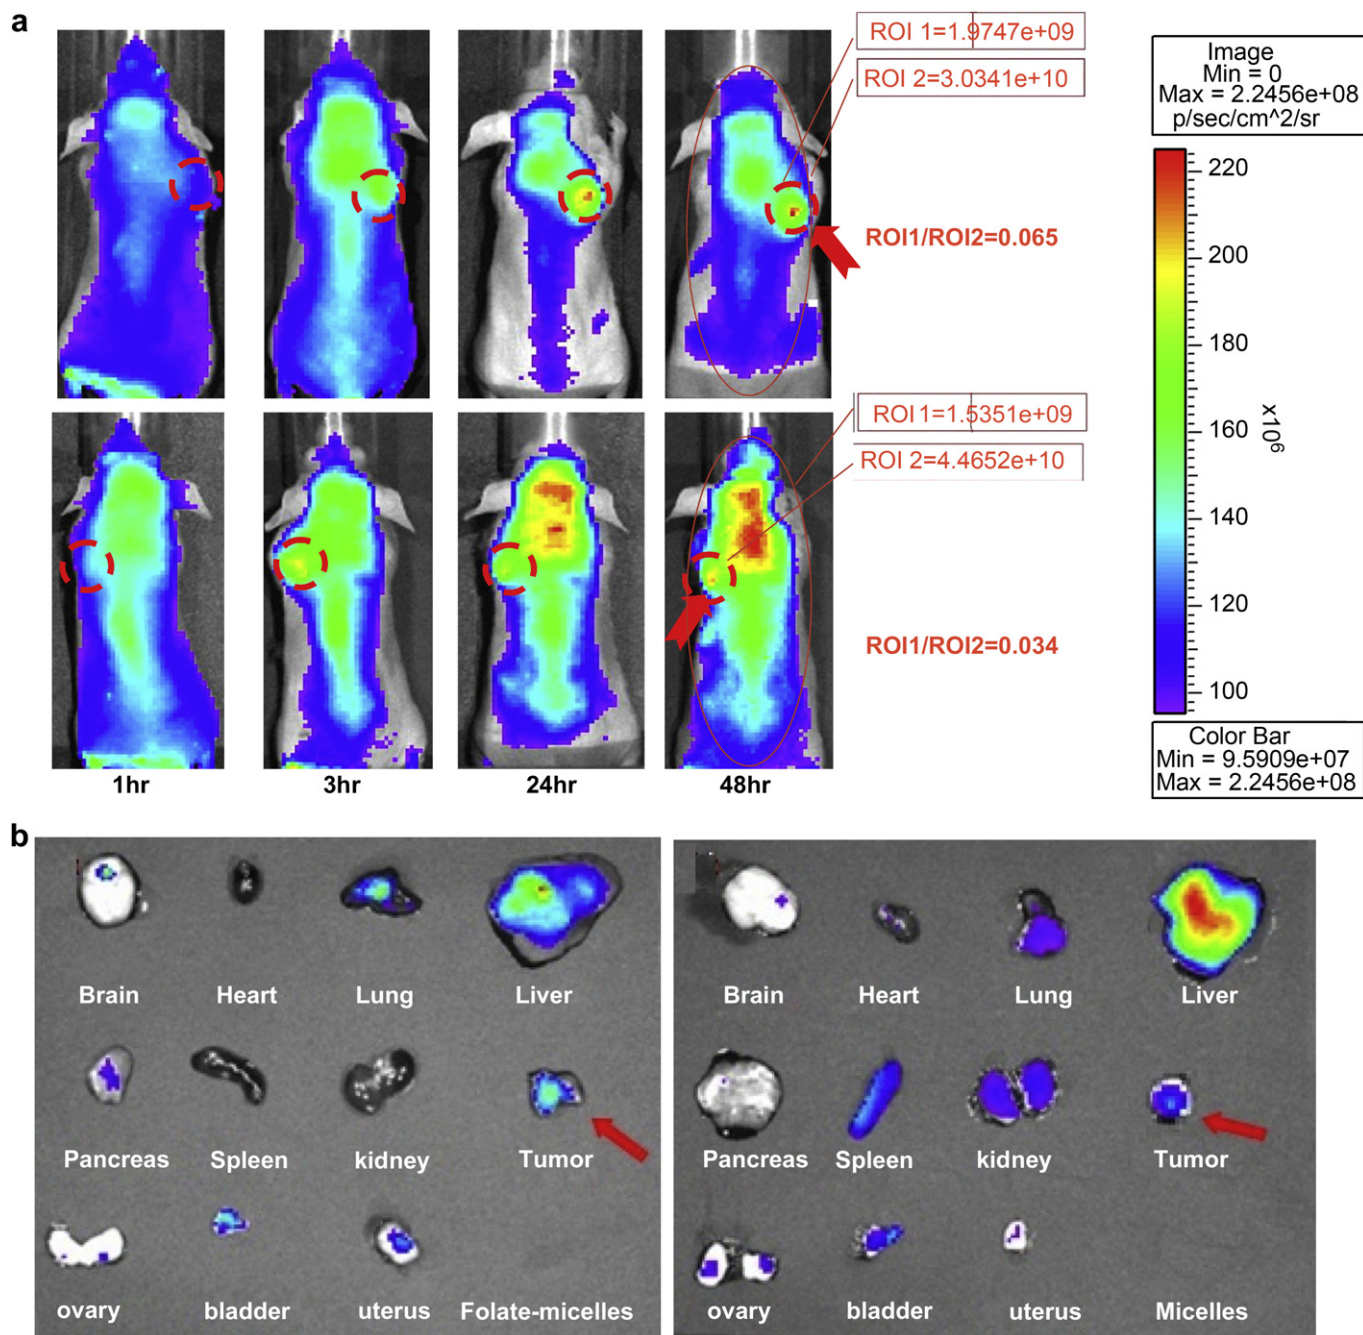 a
ROI 1=1.9747e+09
ROI 2=3.0341e+10
ROI1/ROI2=0.065
Image
Min = 0
Max = 2.2456e+08
p/sec/cm^2/sr
220
200
180
160
140
120
100
x10⁶
Color Bar
Min = 9.5909e+07
Max = 2.2456e+08
ROI 1=1.5351e+09
ROI 2=4.4652e+10
ROI1/ROI2=0.034
1hr 3hr 24hr 48hr
b
Brain Heart Lung Liver
Pancreas Spleen kidney Tumor
ovary bladder uterus Folate-micelles
Brain Heart Lung Liver
Pancreas Spleen kidney Tumor
ovary bladder uterus Micelles